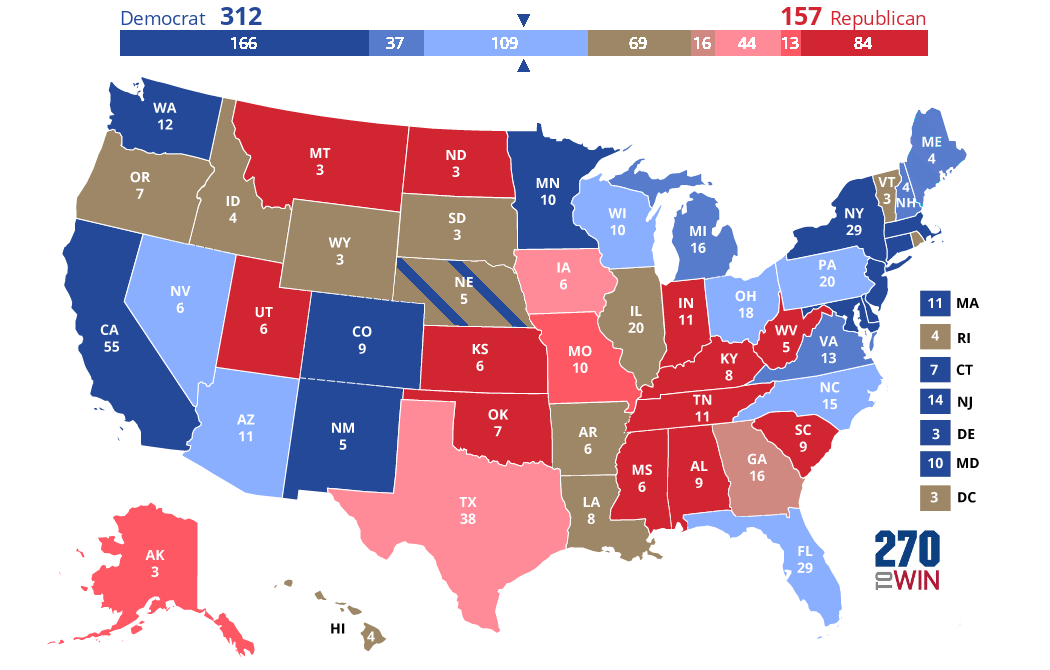 Democrat 312
157 Republican
166 37 109 69 16 44 13 84
WA
12
OR
7
ID
4
MT
3
ND
3
MN
10
SD
3
WY
3
NE
5
CA
55
NV
6
UT
6
CO
9
KS
6
AZ
11
NM
5
OK
7
TX
38
IA
6
MO
10
AR
6
LA
8
WI
10
IL
20
MI
16
IN
11
OH
18
KY
8
TN
11
MS
6
AL
9
GA
16
FL
29
SC
9
NC
15
VA
13
WV
5
PA
20
NY
29
VT
3
4
NH
ME
4
11 MA
4 RI
7 CT
14 NJ
3 DE
10 MD
3 DC
AK
3
HI
4
270
TO WIN